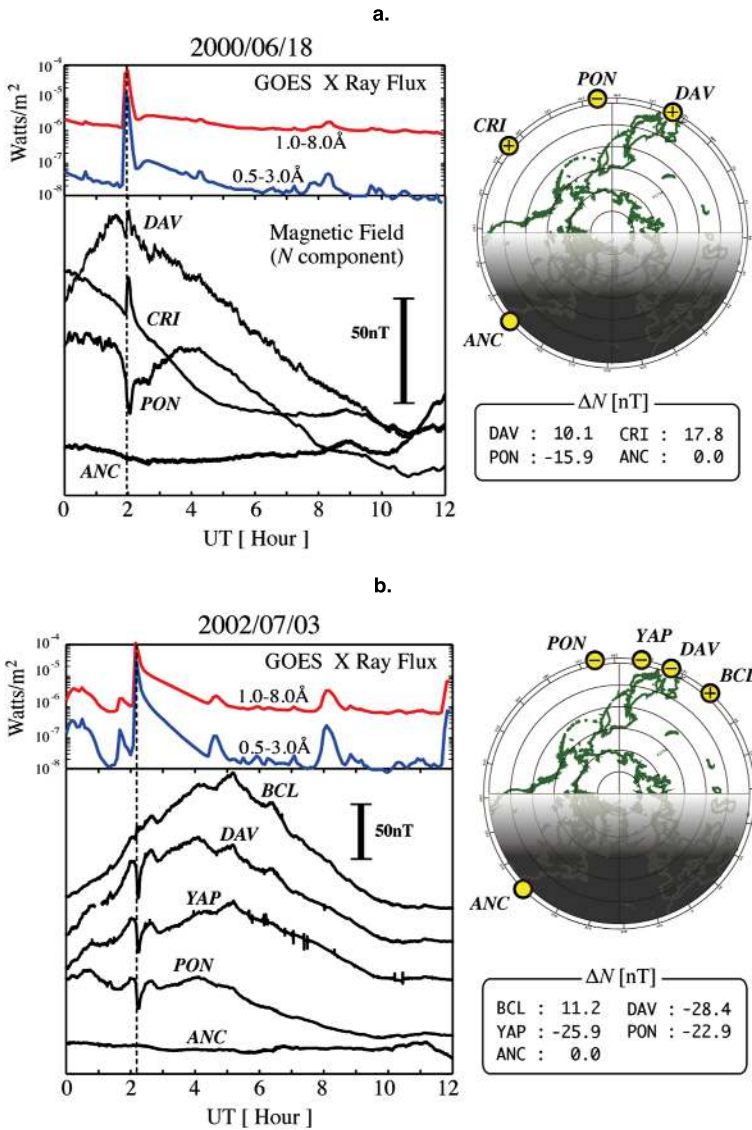 a.
2000/06/18
GOES X Ray Flux
Watts/m²
10⁻⁴
10⁻⁵
10⁻⁶
10⁻⁷
10⁻⁸
1.0-8.0Å
0.5-3.0Å
Magnetic Field
(N component)
DAV
CRI
50nT
PON
ANC
0 2 4 6 8 10 12
UT [ Hour ]
PON
DAV
CRI
ANC
ΔN [nT]
DAV : 10.1 CRI : 17.8
PON : -15.9 ANC : 0.0
b.
2002/07/03
GOES X Ray Flux
Watts/m²
10⁻⁴
10⁻⁵
10⁻⁶
10⁻⁷
10⁻⁸
1.0-8.0Å
0.5-3.0Å
BCL
50nT
DAV
YAP
PON
ANC
0 2 4 6 8 10 12
UT [ Hour ]
PON
YAP
DAV
BCL
ANC
ΔN [nT]
BCL : 11.2 DAV : -28.4
YAP : -25.9 PON : -22.9
ANC : 0.0